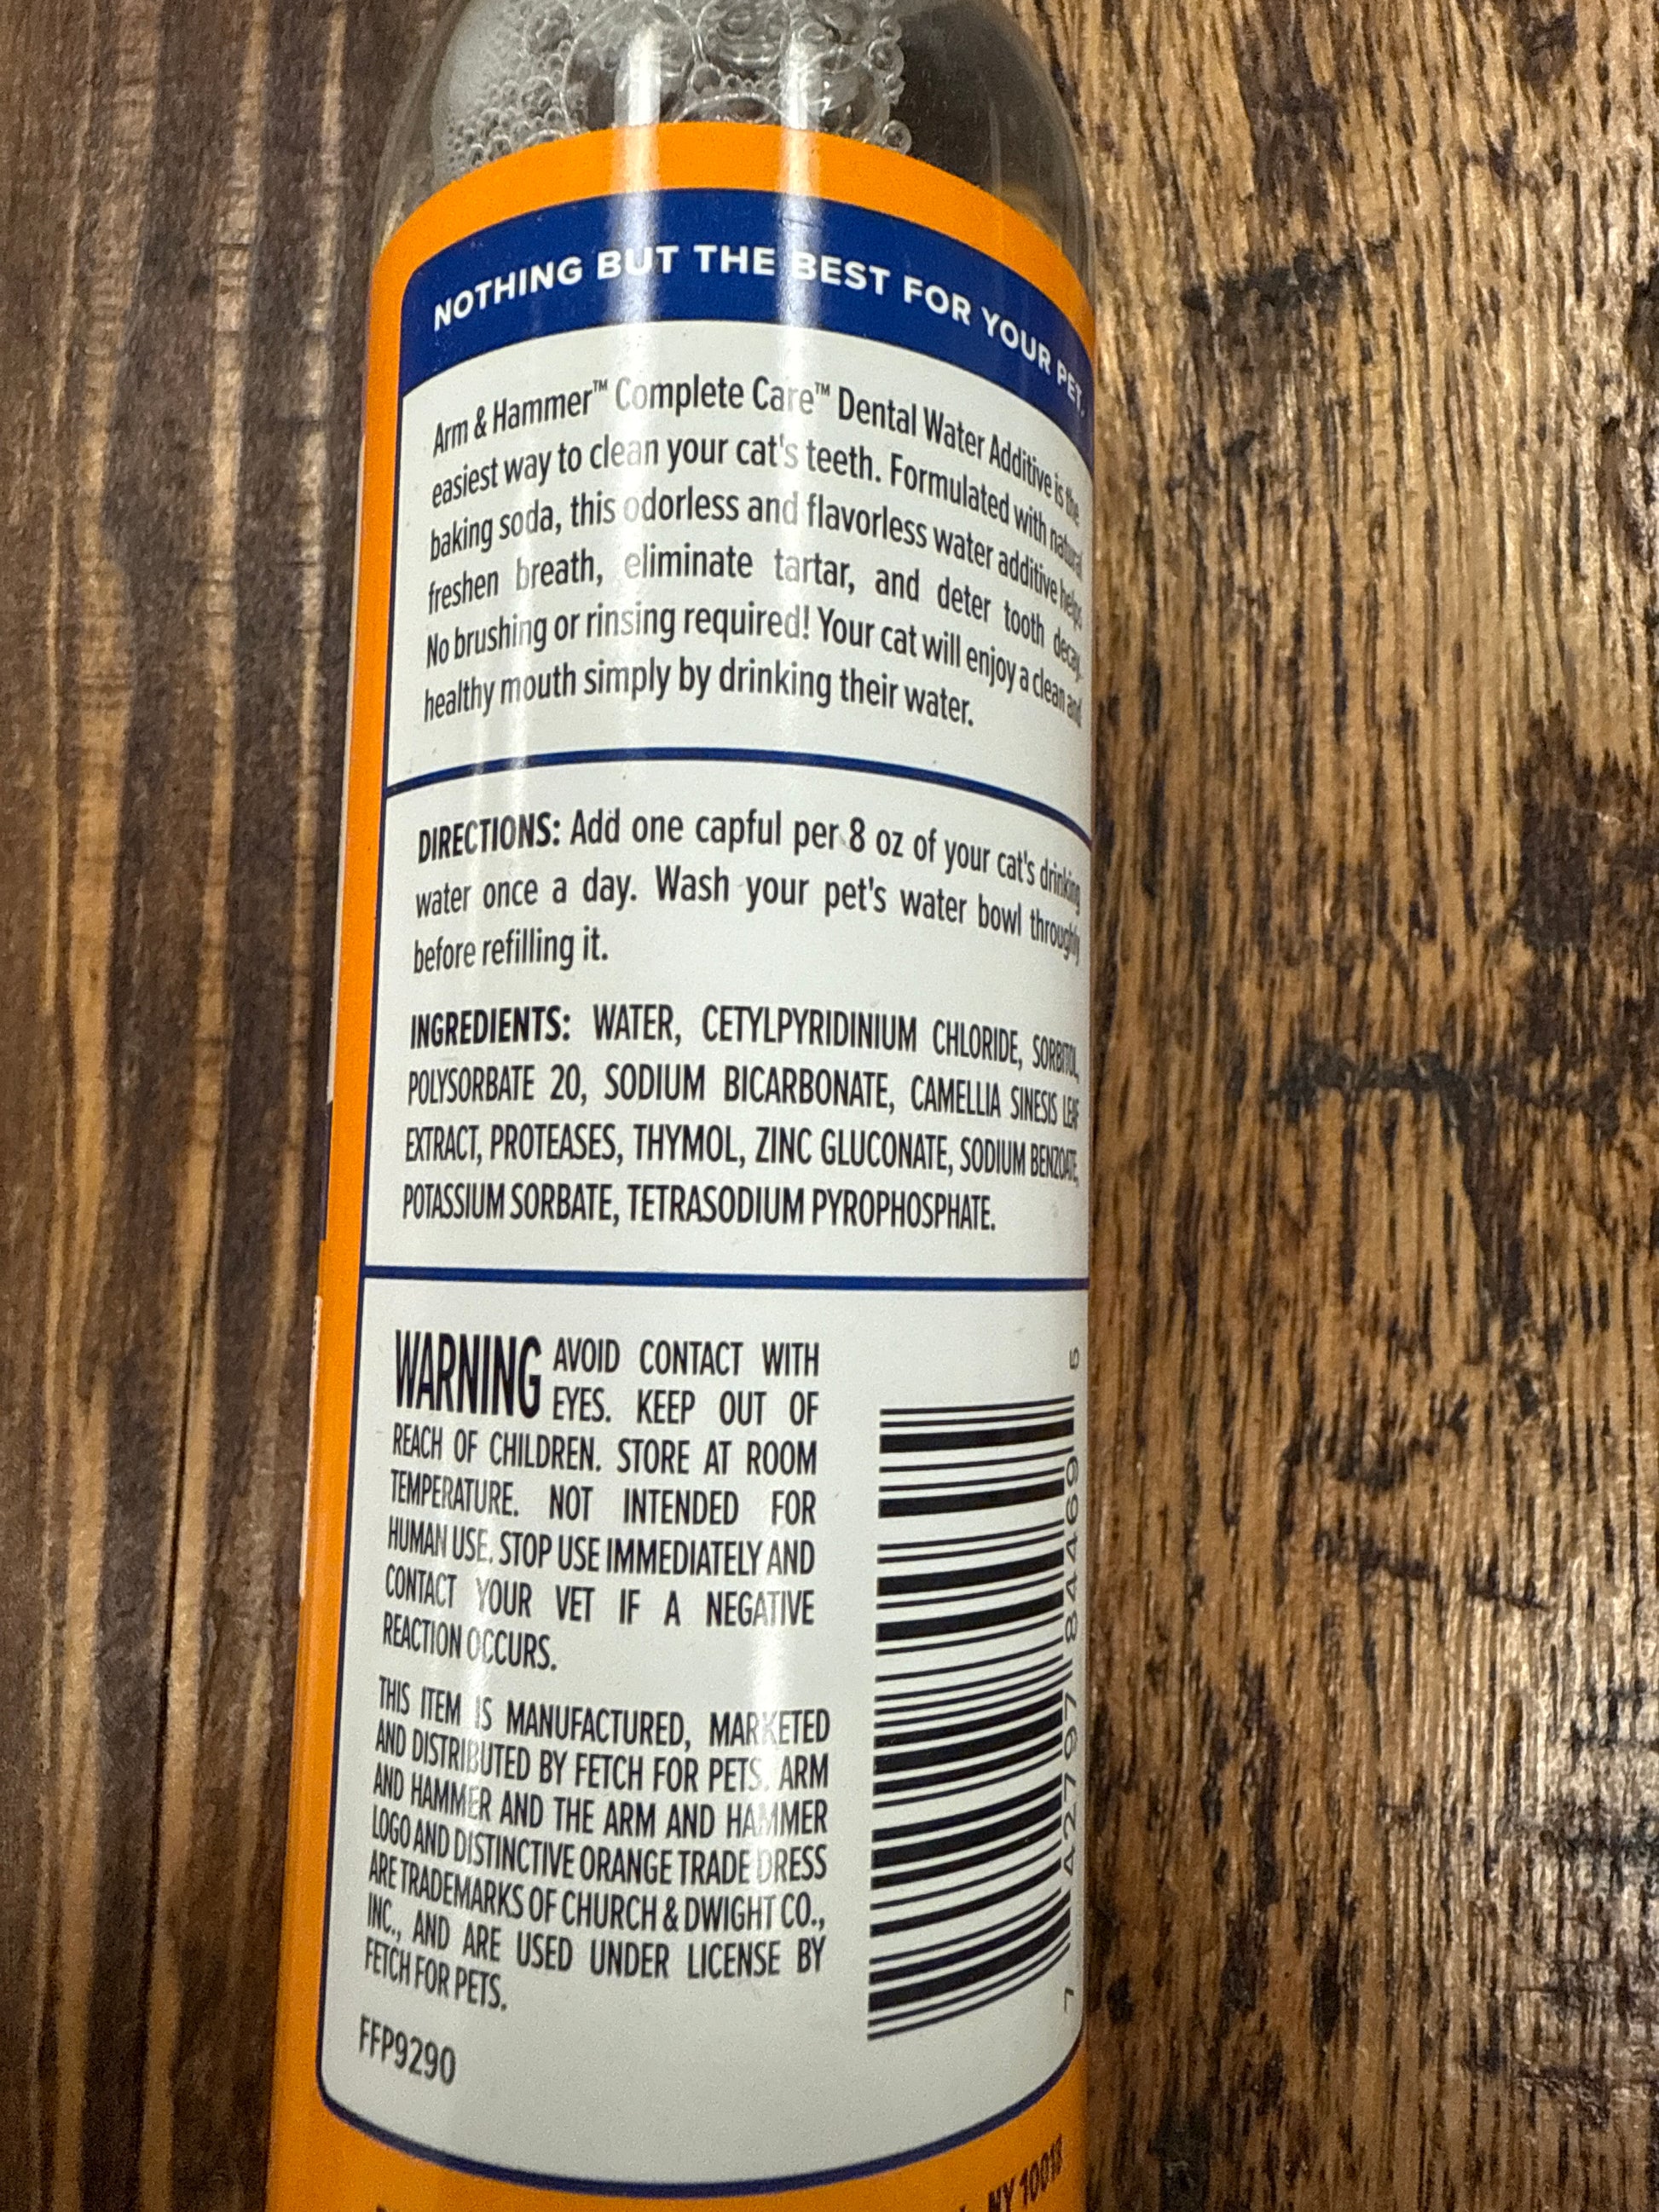 NOTHING BUT THE BEST FOR YOUR PET.
Arm & Hammer™ Complete Care™ Dental Water Additive is the
easiest way to clean your cat's teeth. Formulated with natural
baking soda, this odorless and flavorless water additive helps
freshen breath, eliminate tartar, and deter tooth decay.
No brushing or rinsing required! Your cat will enjoy a clean and
healthy mouth simply by drinking their water.
DIRECTIONS: Add one capful per 8 oz of your cat's drinking
water once a day. Wash your pet's water bowl throughly
before refilling it.
INGREDIENTS: WATER, CETYLPYRIDINIUM CHLORIDE, SORBITOL,
POLYSORBATE 20, SODIUM BICARBONATE, CAMELLIA SINESIS LEAF
EXTRACT, PROTEASES, THYMOL, ZINC GLUCONATE, SODIUM BENZOATE,
POTASSIUM SORBATE, TETRASODIUM PYROPHOSPHATE.
WARNING AVOID CONTACT WITH
EYES. KEEP OUT OF
REACH OF CHILDREN. STORE AT ROOM
TEMPERATURE. NOT INTENDED FOR
HUMAN USE. STOP USE IMMEDIATELY AND
CONTACT YOUR VET IF A NEGATIVE
REACTION OCCURS.
THIS ITEM IS MANUFACTURED, MARKETED
AND DISTRIBUTED BY FETCH FOR PETS. ARM
AND HAMMER AND THE ARM AND HAMMER
LOGO AND DISTINCTIVE ORANGE TRADE DRESS
ARE TRADEMARKS OF CHURCH & DWIGHT CO.,
INC., AND ARE USED UNDER LICENSE BY
FETCH FOR PETS.
FFP9290
7 42797 84469 5
NY 10018